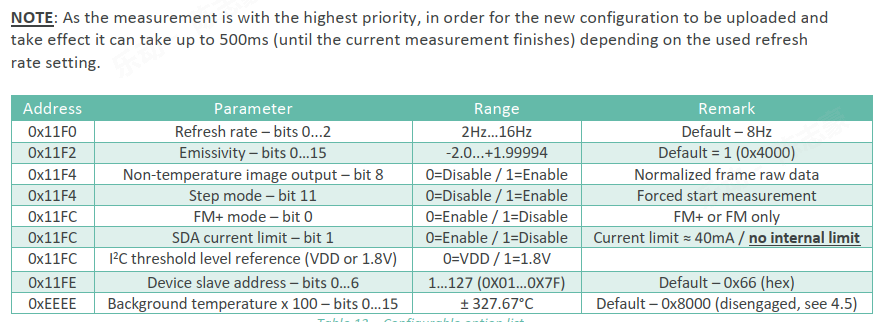 NOTE: As the measurement is with the highest priority, in order for the new configuration to be uploaded and
take effect it can take up to 500ms (until the current measurement finishes) depending on the used refresh
rate setting.
Address Parameter Range Remark
0x11F0 Refresh rate – bits 0...2 2Hz...16Hz Default – 8Hz
0x11F2 Emissivity – bits 0...15 -2.0...+1.99994 Default = 1 (0x4000)
0x11F4 Non-temperature image output – bit 8 0=Disable / 1=Enable Normalized frame raw data
0x11F4 Step mode – bit 11 0=Disable / 1=Enable Forced start measurement
0x11FC FM+ mode – bit 0 0=Enable / 1=Disable FM+ or FM only
0x11FC SDA current limit – bit 1 0=Enable / 1=Disable Current limit ≈ 40mA / no internal limit
0x11FC I²C threshold level reference (VDD or 1.8V) 0=VDD / 1=1.8V
0x11FE Device slave address – bits 0...6 1...127 (0X01...0X7F) Default – 0x66 (hex)
0xEEEE Background temperature x 100 – bits 0...15 ± 327.67°C Default – 0x8000 (disengaged, see 4.5)